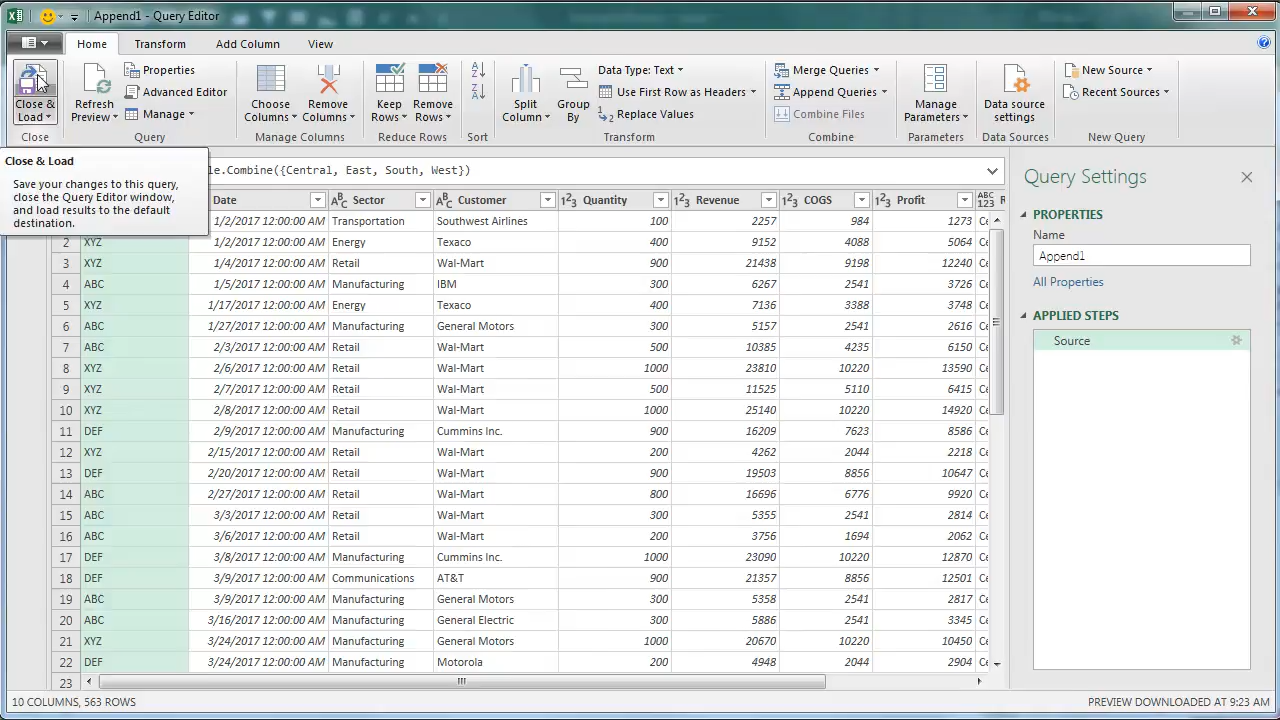 Append1 - Query Editor
Home Transform Add Column View
Close & Load
Refresh Preview
Properties
Advanced Editor
Manage
Choose Columns
Remove Columns
Keep Rows
Remove Rows
Split Column
Group By
Data Type: Text
Use First Row as Headers
Replace Values
Merge Queries
Append Queries
Combine Files
Manage Parameters
Data source settings
New Source
Recent Sources
Close Query Manage Columns Reduce Rows Sort Transform Combine Parameters Data Sources New Query
Close & Load
Save your changes to this query,
close the Query Editor window,
and load results to the default
destination.
le.Combine({Central, East, South, West})
Date Sector Customer Quantity Revenue COGS Profit
1/2/2017 12:00:00 AM Transportation Southwest Airlines 100 2257 984 1273 Ce
2 XYZ 1/2/2017 12:00:00 AM Energy Texaco 400 9152 4088 5064 Ce
3 XYZ 1/4/2017 12:00:00 AM Retail Wal-Mart 900 21438 9198 12240 Ce
4 ABC 1/5/2017 12:00:00 AM Manufacturing IBM 300 6267 2541 3726 Ce
5 XYZ 1/17/2017 12:00:00 AM Energy Texaco 400 7136 3388 3748 Ce
6 ABC 1/27/2017 12:00:00 AM Manufacturing General Motors 300 5157 2541 2616 Ce
7 ABC 2/3/2017 12:00:00 AM Retail Wal-Mart 500 10385 4235 6150 Ce
8 XYZ 2/6/2017 12:00:00 AM Retail Wal-Mart 1000 23810 10220 13590 Ce
9 XYZ 2/7/2017 12:00:00 AM Retail Wal-Mart 500 11525 5110 6415 Ce
10 XYZ 2/8/2017 12:00:00 AM Retail Wal-Mart 1000 25140 10220 14920 Ce
11 DEF 2/9/2017 12:00:00 AM Manufacturing Cummins Inc. 900 16209 7623 8586 Ce
12 XYZ 2/15/2017 12:00:00 AM Retail Wal-Mart 200 4262 2044 2218 Ce
13 DEF 2/20/2017 12:00:00 AM Retail Wal-Mart 900 19503 8856 10647 Ce
14 ABC 2/27/2017 12:00:00 AM Retail Wal-Mart 800 16696 6776 9920 Ce
15 ABC 3/3/2017 12:00:00 AM Retail Wal-Mart 300 5355 2541 2814 Ce
16 ABC 3/6/2017 12:00:00 AM Retail Wal-Mart 200 3756 1694 2062 Ce
17 DEF 3/8/2017 12:00:00 AM Manufacturing Cummins Inc. 1000 23090 10220 12870 Ce
18 DEF 3/9/2017 12:00:00 AM Communications AT&T 900 21357 8856 12501 Ce
19 ABC 3/9/2017 12:00:00 AM Manufacturing General Motors 300 5358 2541 2817 Ce
20 ABC 3/16/2017 12:00:00 AM Manufacturing General Electric 300 5886 2541 3345 Ce
21 XYZ 3/24/2017 12:00:00 AM Manufacturing General Motors 1000 20670 10220 10450 Ce
22 DEF 3/24/2017 12:00:00 AM Manufacturing Motorola 200 4948 2044 2904 Ce
23
Query Settings
PROPERTIES
Name
Append1
All Properties
APPLIED STEPS
Source
10 COLUMNS, 563 ROWS
PREVIEW DOWNLOADED AT 9:23 AM